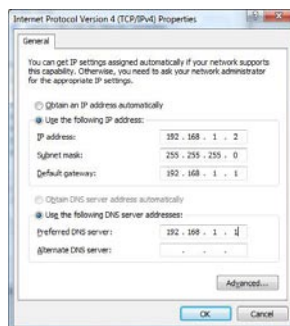 Internet Protocol Version 4 (TCP/IPv4) Properties
General
You can get IP settings assigned automatically if your network supports
this capability. Otherwise, you need to ask your network administrator
for the appropriate IP settings.
Obtain an IP address automatically
Use the following IP address:
IP address:
192 . 168 . 1 . 2
Subnet mask:
255 . 255 . 255 . 0
Default gateway:
192 . 168 . 1 . 1
Obtain DNS server address automatically
Use the following DNS server addresses:
Preferred DNS server:
192 . 168 . 1 . 1
Alternate DNS server:
. . .
Advanced...
OK
Cancel